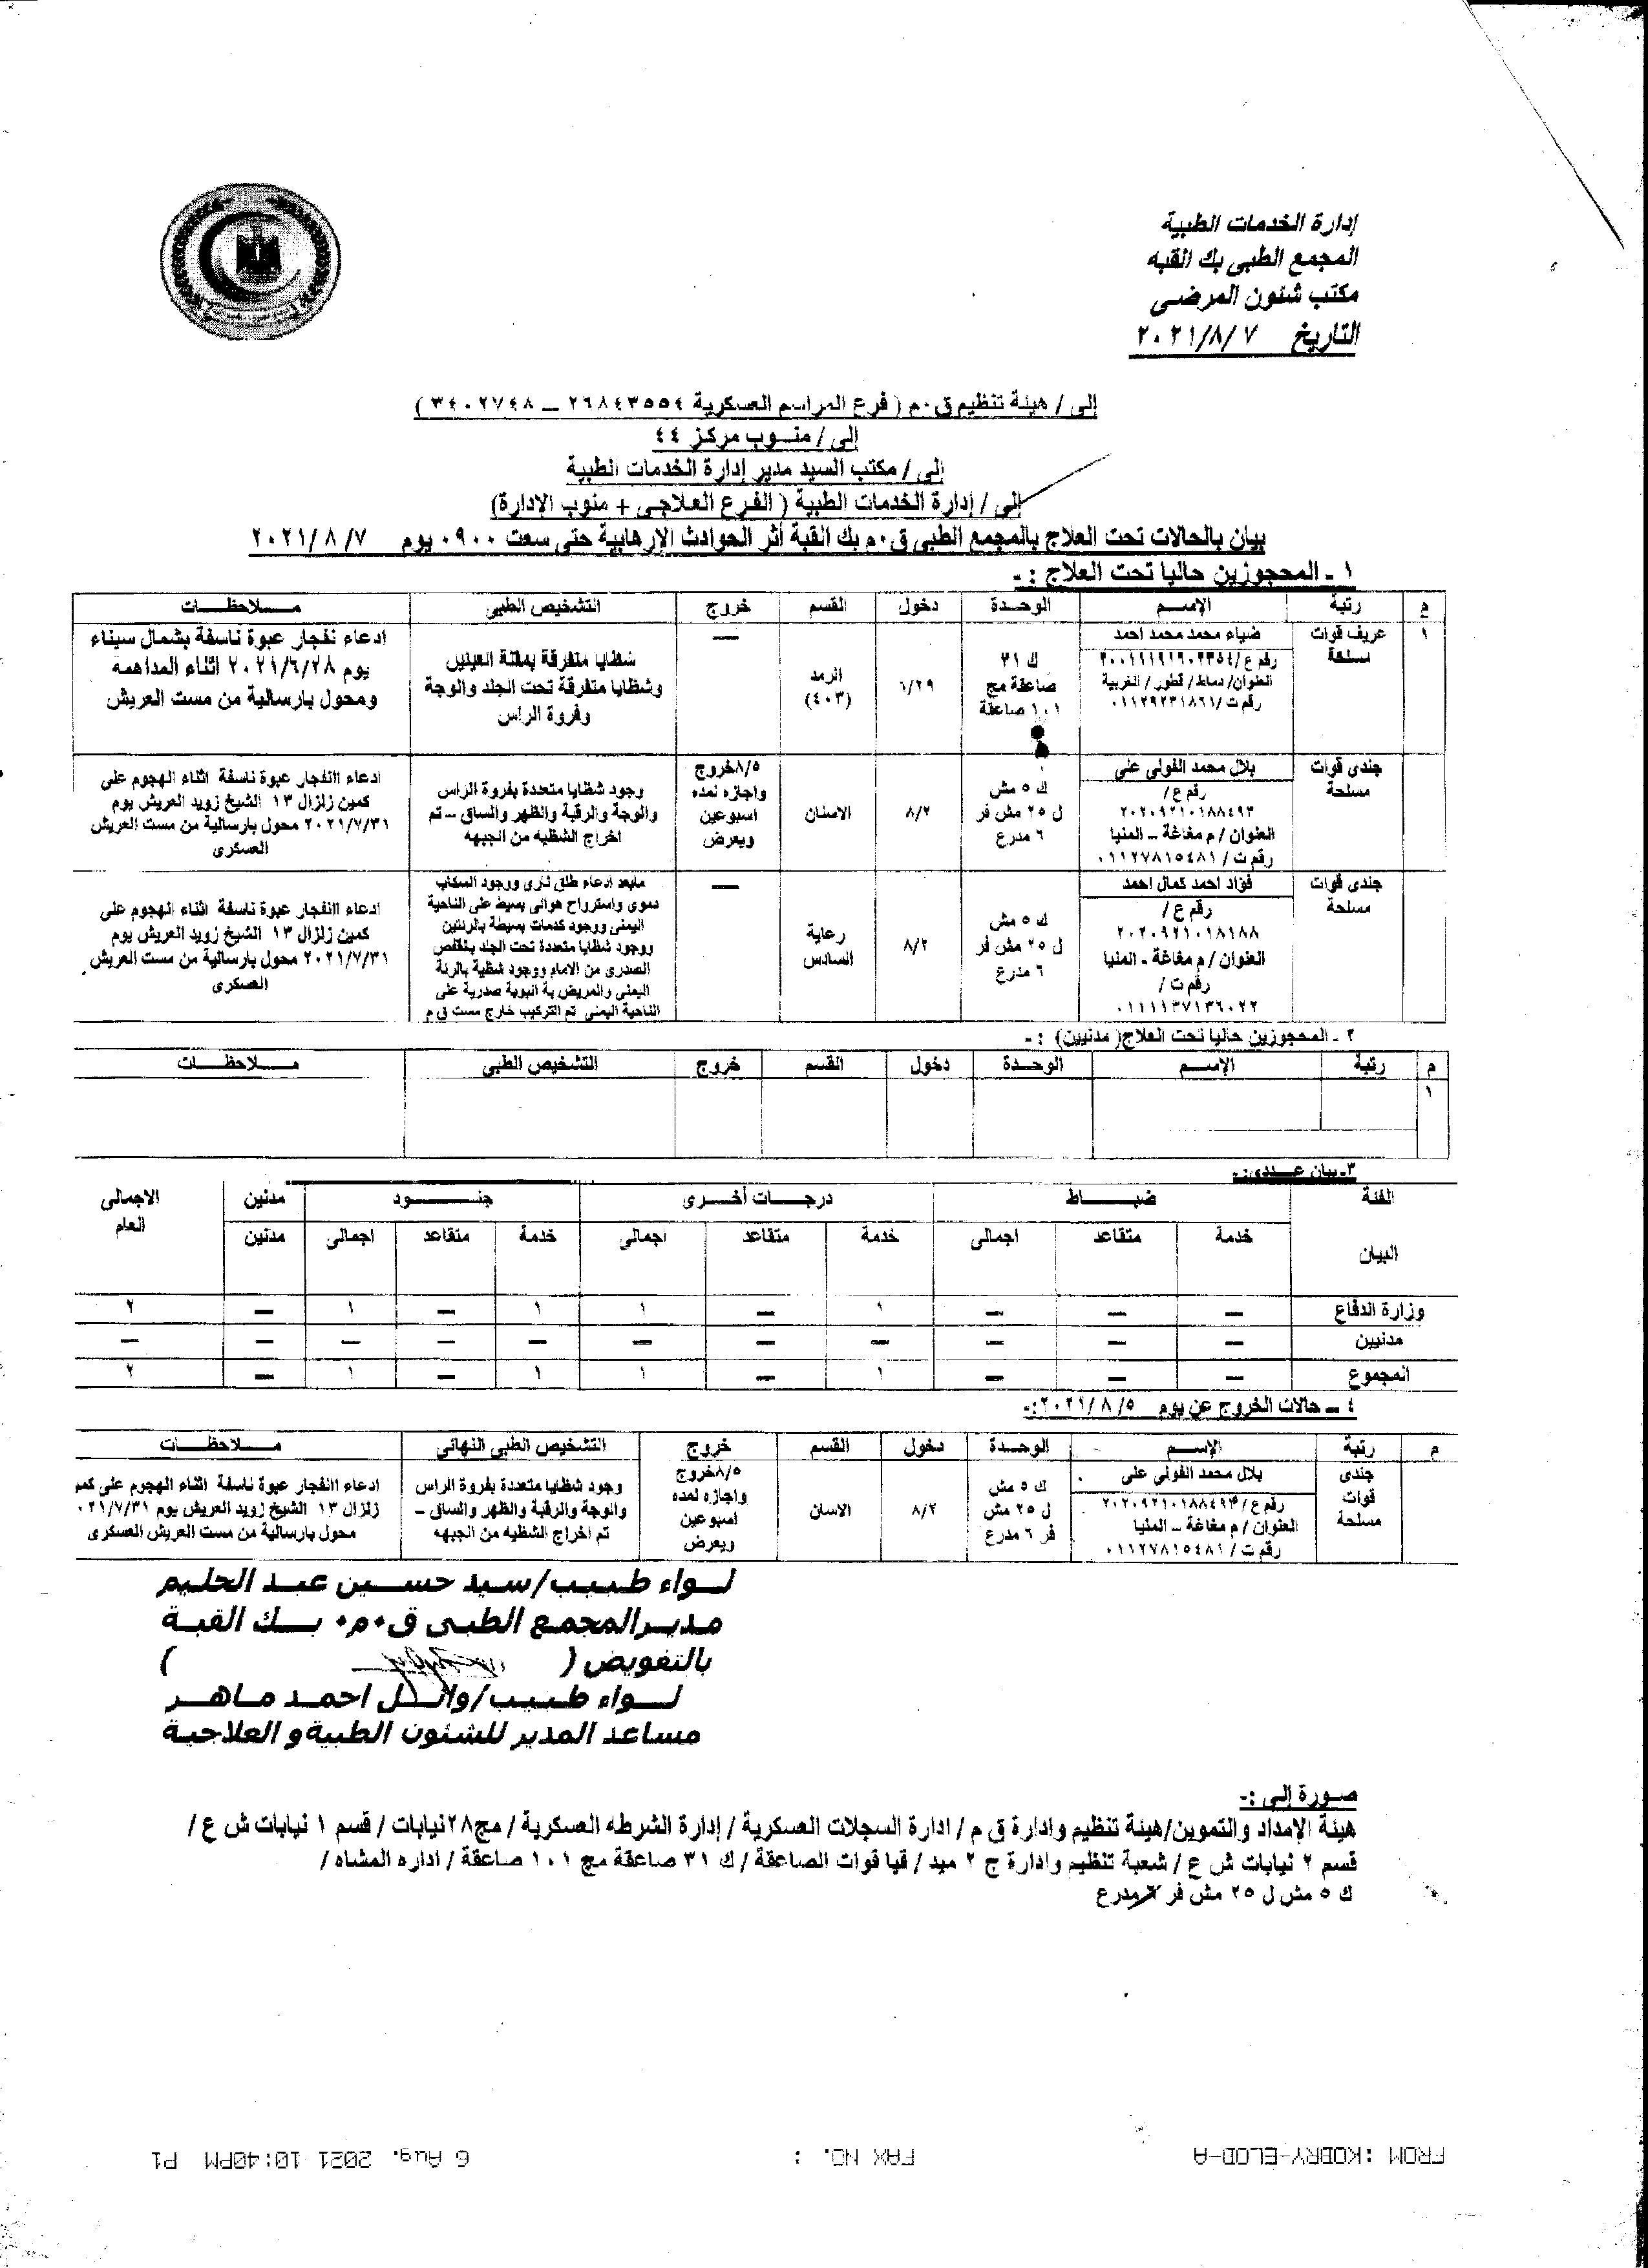 إدارة الخدمات الطبية
المجمع الطبى بك القبه
مكتب شئون المرضى
التاريخ ٢٠٢١/٨/٧
إلى / هيئة تنظيم ق٠م ( فرع المراسم العسكرية ٢٦٨٤٣٥٥٤ – ٣٤٠٢٧٤٨ )
إلى / منوب مركز ٤٤
إلى / مكتب السيد مدير إدارة الخدمات الطبية
إلى / إدارة الخدمات الطبية ( الفرع العلاجى + منوب الإدارة)
بيان بالحالات تحت العلاج بالمجمع الطبى ق٠م بك القبة أثر الحوادث الإرهابية حتى سعت ٠٩٠٠ يوم ٢٠٢١/٨/٧
١ - المحجوزين حاليا تحت العلاج : -
م رتبة الإسم الوحدة دخول القسم خروج التشخيص الطبى ملاحظات
١ عريف قوات مسلحة
ضياء محمد محمد احمد
رقم ع/
العنوان/ دماط / قطور / الغربية
رقم ت/٠١١٢٩٢٣١٨٦١
ك ٣١
صاعقة مج
١٠١ صاعقة
٦/٢٩
الرمد
(٤٠٣)
—
شظايا متفرقة بمقلة العينين
وشظايا متفرقة تحت الجلد والوجة
وفروة الراس
ادعاء نفجار عبوة ناسفة بشمال سيناء
يوم ٢٠٢١/٦/٢٨ اثناء المداهمة
ومحول بارسالية من مست العريش
جندى قوات مسلحة
بلال محمد الفولى على
رقم ع/
٢٠٢٠٩٢١٠١٨٨٤٩٣
العنوان / م مغاغة – المنيا
رقم ت / ٠١١٢٧٨١٥٤٨١
ك ٥ مش
ل ٢٥ مش فر
٦ مدرع
٨/٢
الاسنان
٨/٥خروج
واجازه لمده
اسبوعين
ويعرض
وجود شظايا متعددة بفروة الراس
والوجة والرقبة والظهر والساق – تم
اخراج الشظيه من الجبهه
ادعاء اانفجار عبوة ناسفة اثناء الهجوم على
كمين زلزال ١٣ الشيخ زويد العريش يوم
٢٠٢١/٧/٣١ محول بارسالية من مست العريش
العسكرى
جندى قوات مسلحة
فؤاد احمد كمال احمد
رقم ع /
٢٠٢٠٩٢١٠١٨١٨٨
العنوان / م مغاغة - المنيا
رقم ت /
٠١١١١٣٧١٣٦٠٢٢
ك ٥ مش
ل ٢٥ مش فر
٦ مدرع
٨/٢
رعاية
السادس
—
مابعد ادعاء طلق نارى ووجود انسكاب
دموى واسترواح هوائى بسيط على الناحية
اليمنى ووجود كدمات بسيطة بالرئتين
ووجود شظايا متعددة تحت الجلد بالقفص
الصدرى من الامام ووجود شظية بالرئة
اليمنى والمريض بة انبوبة صدرية على
الناحية اليمنى تم التركيب خارج مست ق م
ادعاء اانفجار عبوة ناسفة اثناء الهجوم على
كمين زلزال ١٣ الشيخ زويد العريش يوم
٢٠٢١/٧/٣١ محول بارسالية من مست العريش
العسكرى
٢ - المحجوزين حاليا تحت العلاج( مدنيين) : -
م رتبة الإسم الوحدة دخول القسم خروج التشخيص الطبى ملاحظات
١
٣- بيان عددى:-
الفئة ضباط درجات أخرى جنود مدنين الاجمالى العام
البيان خدمة متقاعد اجمالى خدمة متقاعد اجمالى خدمة متقاعد اجمالى مدنين
وزارة الدفاع — — — ١ — ١ ١ — ١ — ٢
مدنيين — — — — — — — — — — —
المجموع — — — ١ — ١ ١ — ١ — ٢
٤ – حالات الخروج عن يوم ٢٠٢١/٨/٥:-
م رتبة الإسم الوحدة دخول القسم خروج التشخيص الطبى النهائى ملاحظات
جندى
قوات
مسلحة
بلال محمد الفولى على
رقم ع/ ٢٠٢٠٩٢١٠١٨٨٤٩٣
العنوان / م مغاغة – المنيا
رقم ت / ٠١١٢٧٨١٥٤٨١
ك ٥ مش
ل ٢٥ مش
فر ٦ مدرع
٨/٢
الاسان
٨/٥خروج
واجازه لمده
اسبوعين
ويعرض
وجود شظايا متعددة بفروة الراس
والوجة والرقبة والظهر والساق –
تم اخراج الشظيه من الجبهه
ادعاء اانفجار عبوة ناسفة اثناء الهجوم على كم
زلزال ١٣ الشيخ زويد العريش يوم ٠٢١/٧/٣١
محول بارسالية من مست العريش العسكرى
لواء طبيب/سيد حسين عبد الحليم
مدير المجمع الطبى ق٠م٠ بك القبة
بالتفويض ( )
لواء طبيب/وائل احمد ماهر
مساعد المدير للشئون الطبية و العلاجية
صورة إلى :-
هيئة الإمداد والتموين/هيئة تنظيم وادارة ق م / ادارة السجلات العسكرية / إدارة الشرطه العسكرية / مج٢٨نيابات / قسم ١ نيابات ش ع /
قسم ٢ نيابات ش ع / شعبة تنظيم وادارة ج ٢ ميد / قيا قوات الصاعقة / ك ٣١ صاعقة مج ١٠١ صاعقة / اداره المشاه /
ك ٥ مش ل ٢٥ مش فر ٦ مدرع
FROM :KOBRY-ELOD-A FAX NO. : 6 Aug. 2021 10:40PM P1